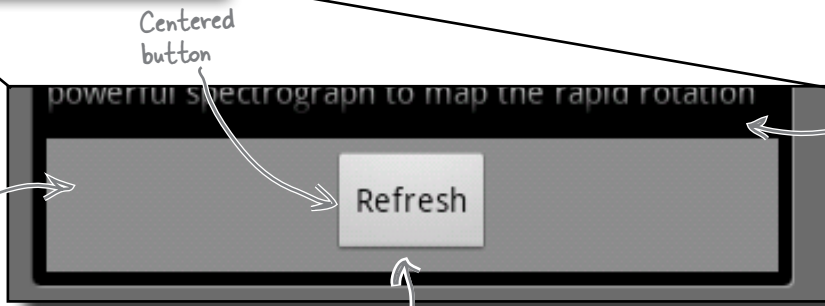 Centered
button
powerful spectrograph to map the rapid rotation
Refresh